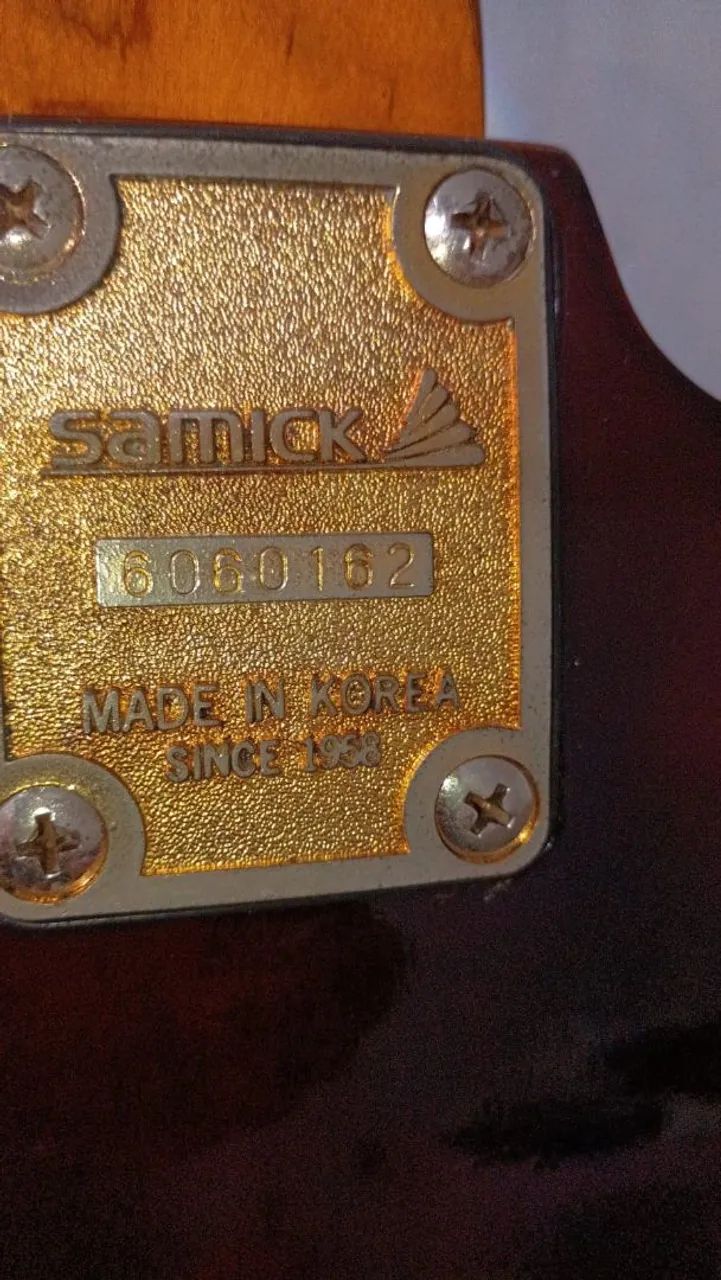 samick
6060162
MADE IN KOREA
SINCE 1958